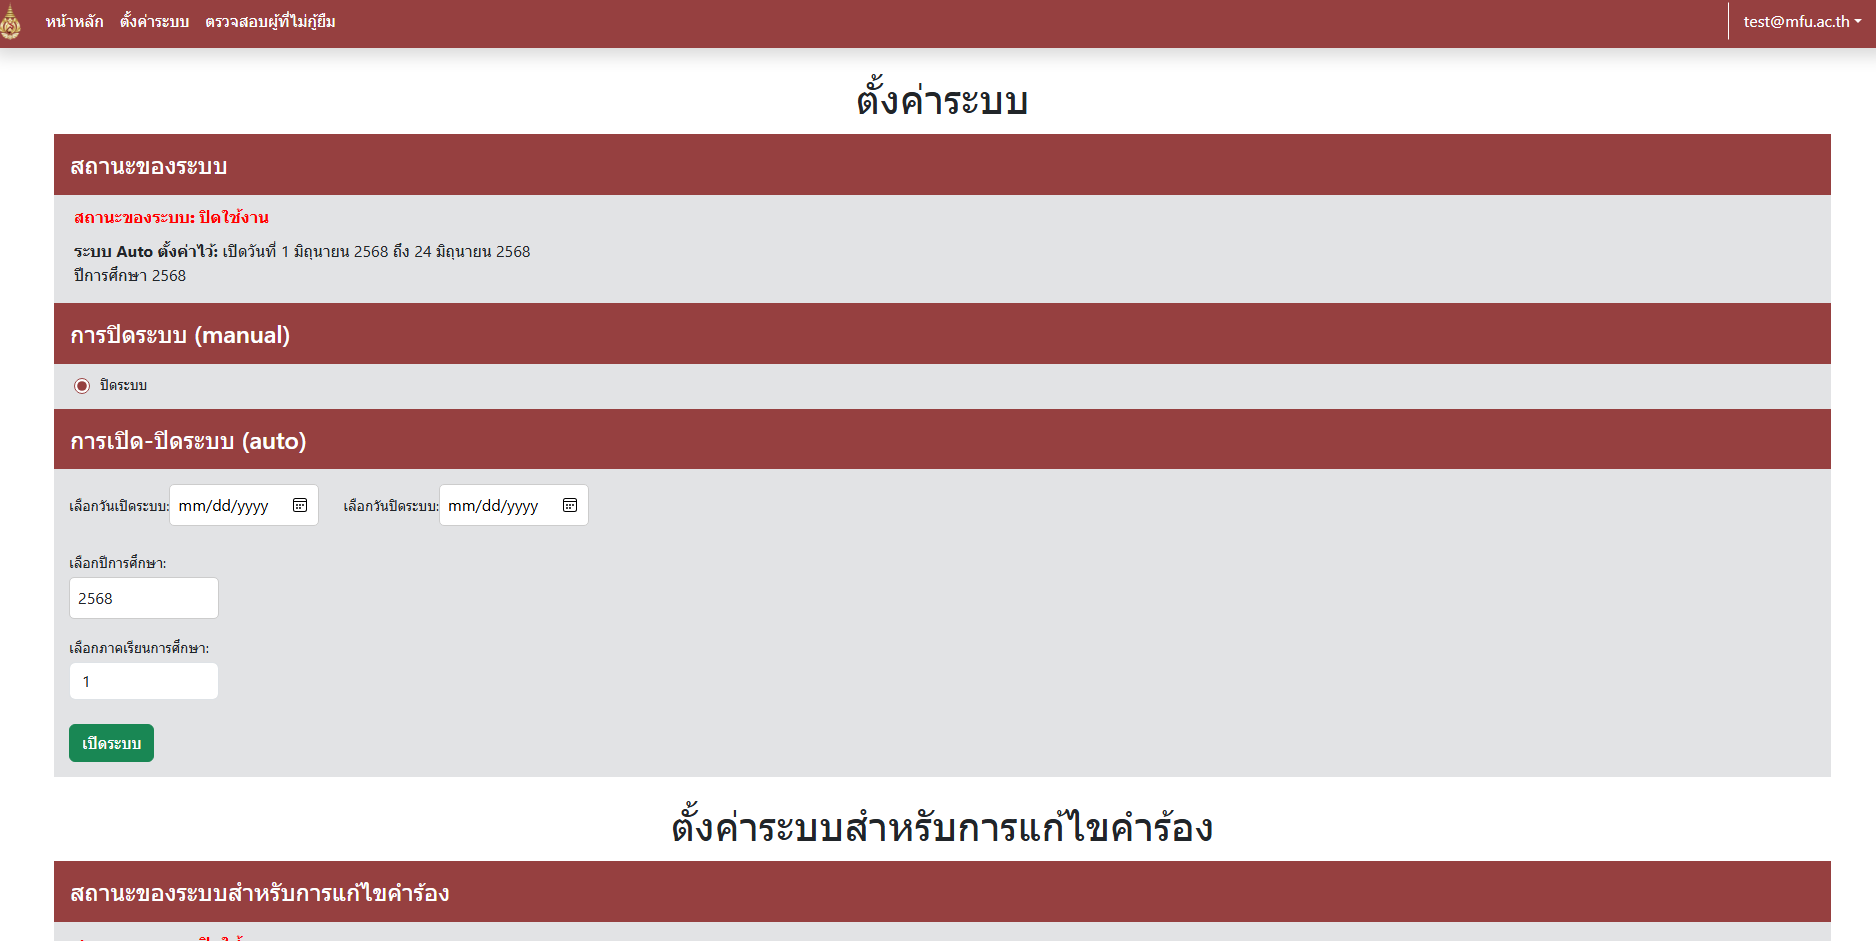 หน้าหลัก ตั้งค่าระบบ ตรวจสอบผู้ที่ไม่กู้ยืม test@mfu.ac.th
ตั้งค่าระบบ
สถานะของระบบ
สถานะของระบบ: ปิดใช้งาน
ระบบ Auto ตั้งค่าไว้: เปิดวันที่ 1 มิถุนายน 2568 ถึง 24 มิถุนายน 2568
ปีการศึกษา 2568
การปิดระบบ (manual)
ปิดระบบ
การเปิด-ปิดระบบ (auto)
เลือกวันเปิดระบบ: mm/dd/yyyy เลือกวันปิดระบบ: mm/dd/yyyy
เลือกปีการศึกษา:
2568
เลือกภาคเรียนการศึกษา:
1
เปิดระบบ
ตั้งค่าระบบสำหรับการแก้ไขคำร้อง
สถานะของระบบสำหรับการแก้ไขคำร้อง